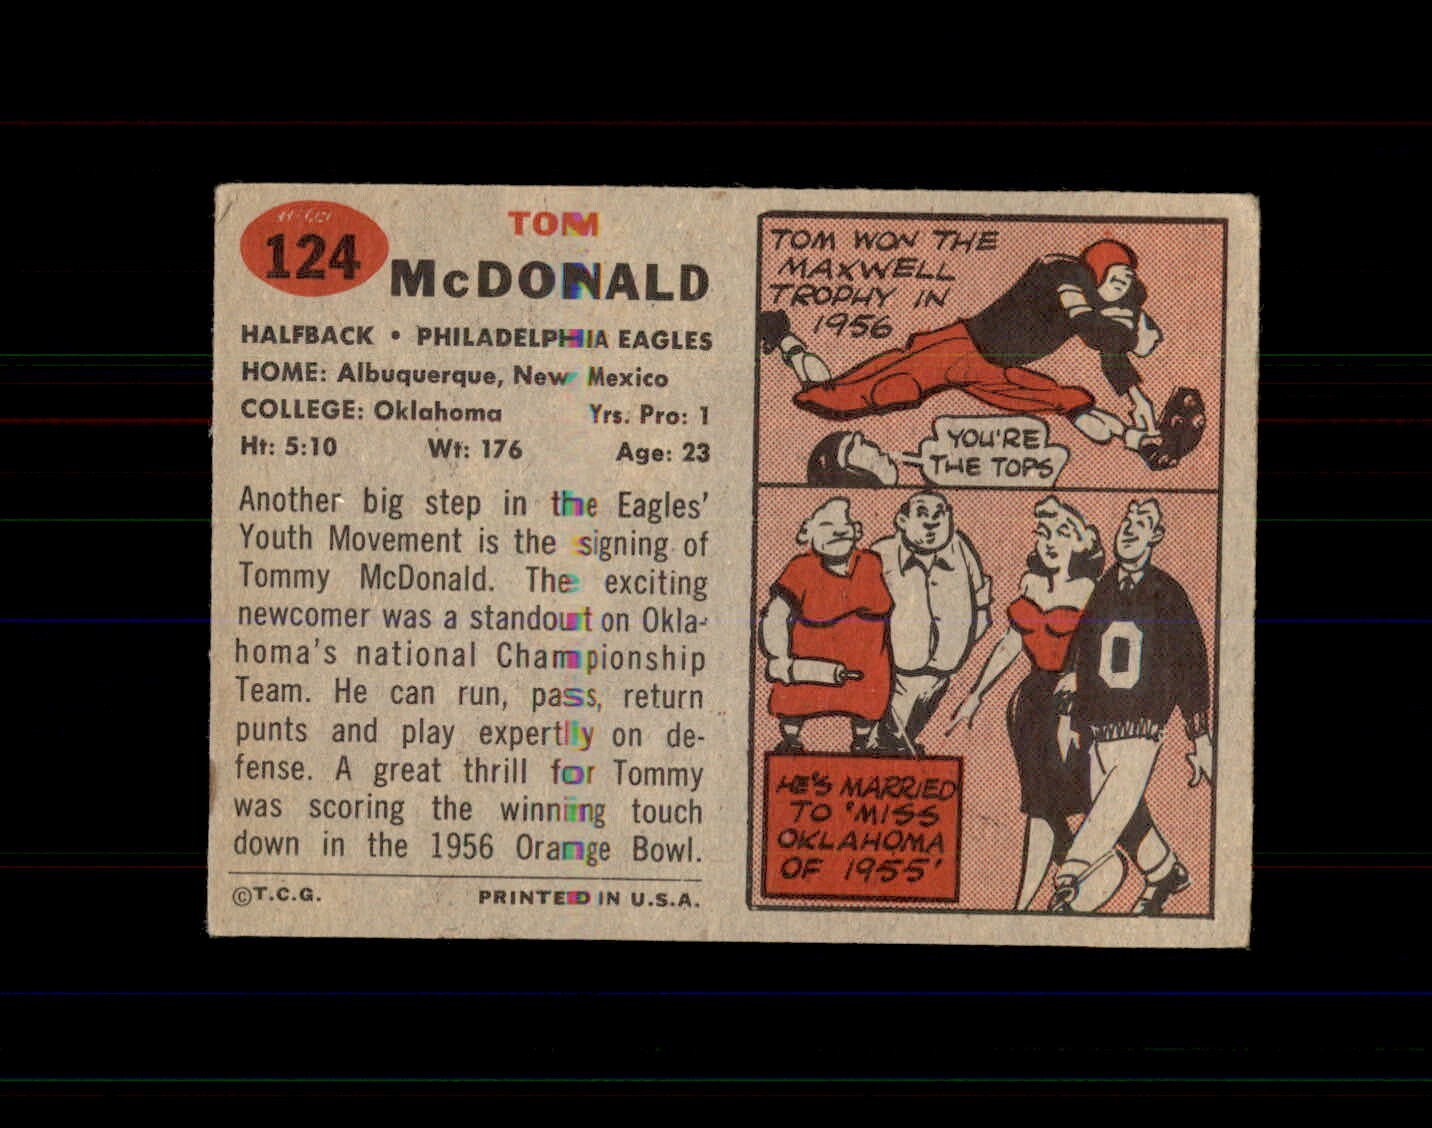 124
TOM
McDONALD
HALFBACK • PHILADELPHIA EAGLES
HOME: Albuquerque, New Mexico
COLLEGE: Oklahoma Yrs. Pro: 1
Ht: 5:10 Wt: 176 Age: 23
Another big step in the Eagles'
Youth Movement is the signing of
Tommy McDonald. The exciting
newcomer was a standout on Okla-
homa's national Championship
Team. He can run, pass, return
punts and play expertly on de-
fense. A great thrill for Tommy
was scoring the winning touch
down in the 1956 Orange Bowl.
©T.C.G. PRINTED IN U.S.A.
TOM WON THE
MAXWELL
TROPHY IN
1956
YOU'RE
THE TOPS
O
HE'S MARRIED
TO 'MISS
OKLAHOMA
OF 1955'